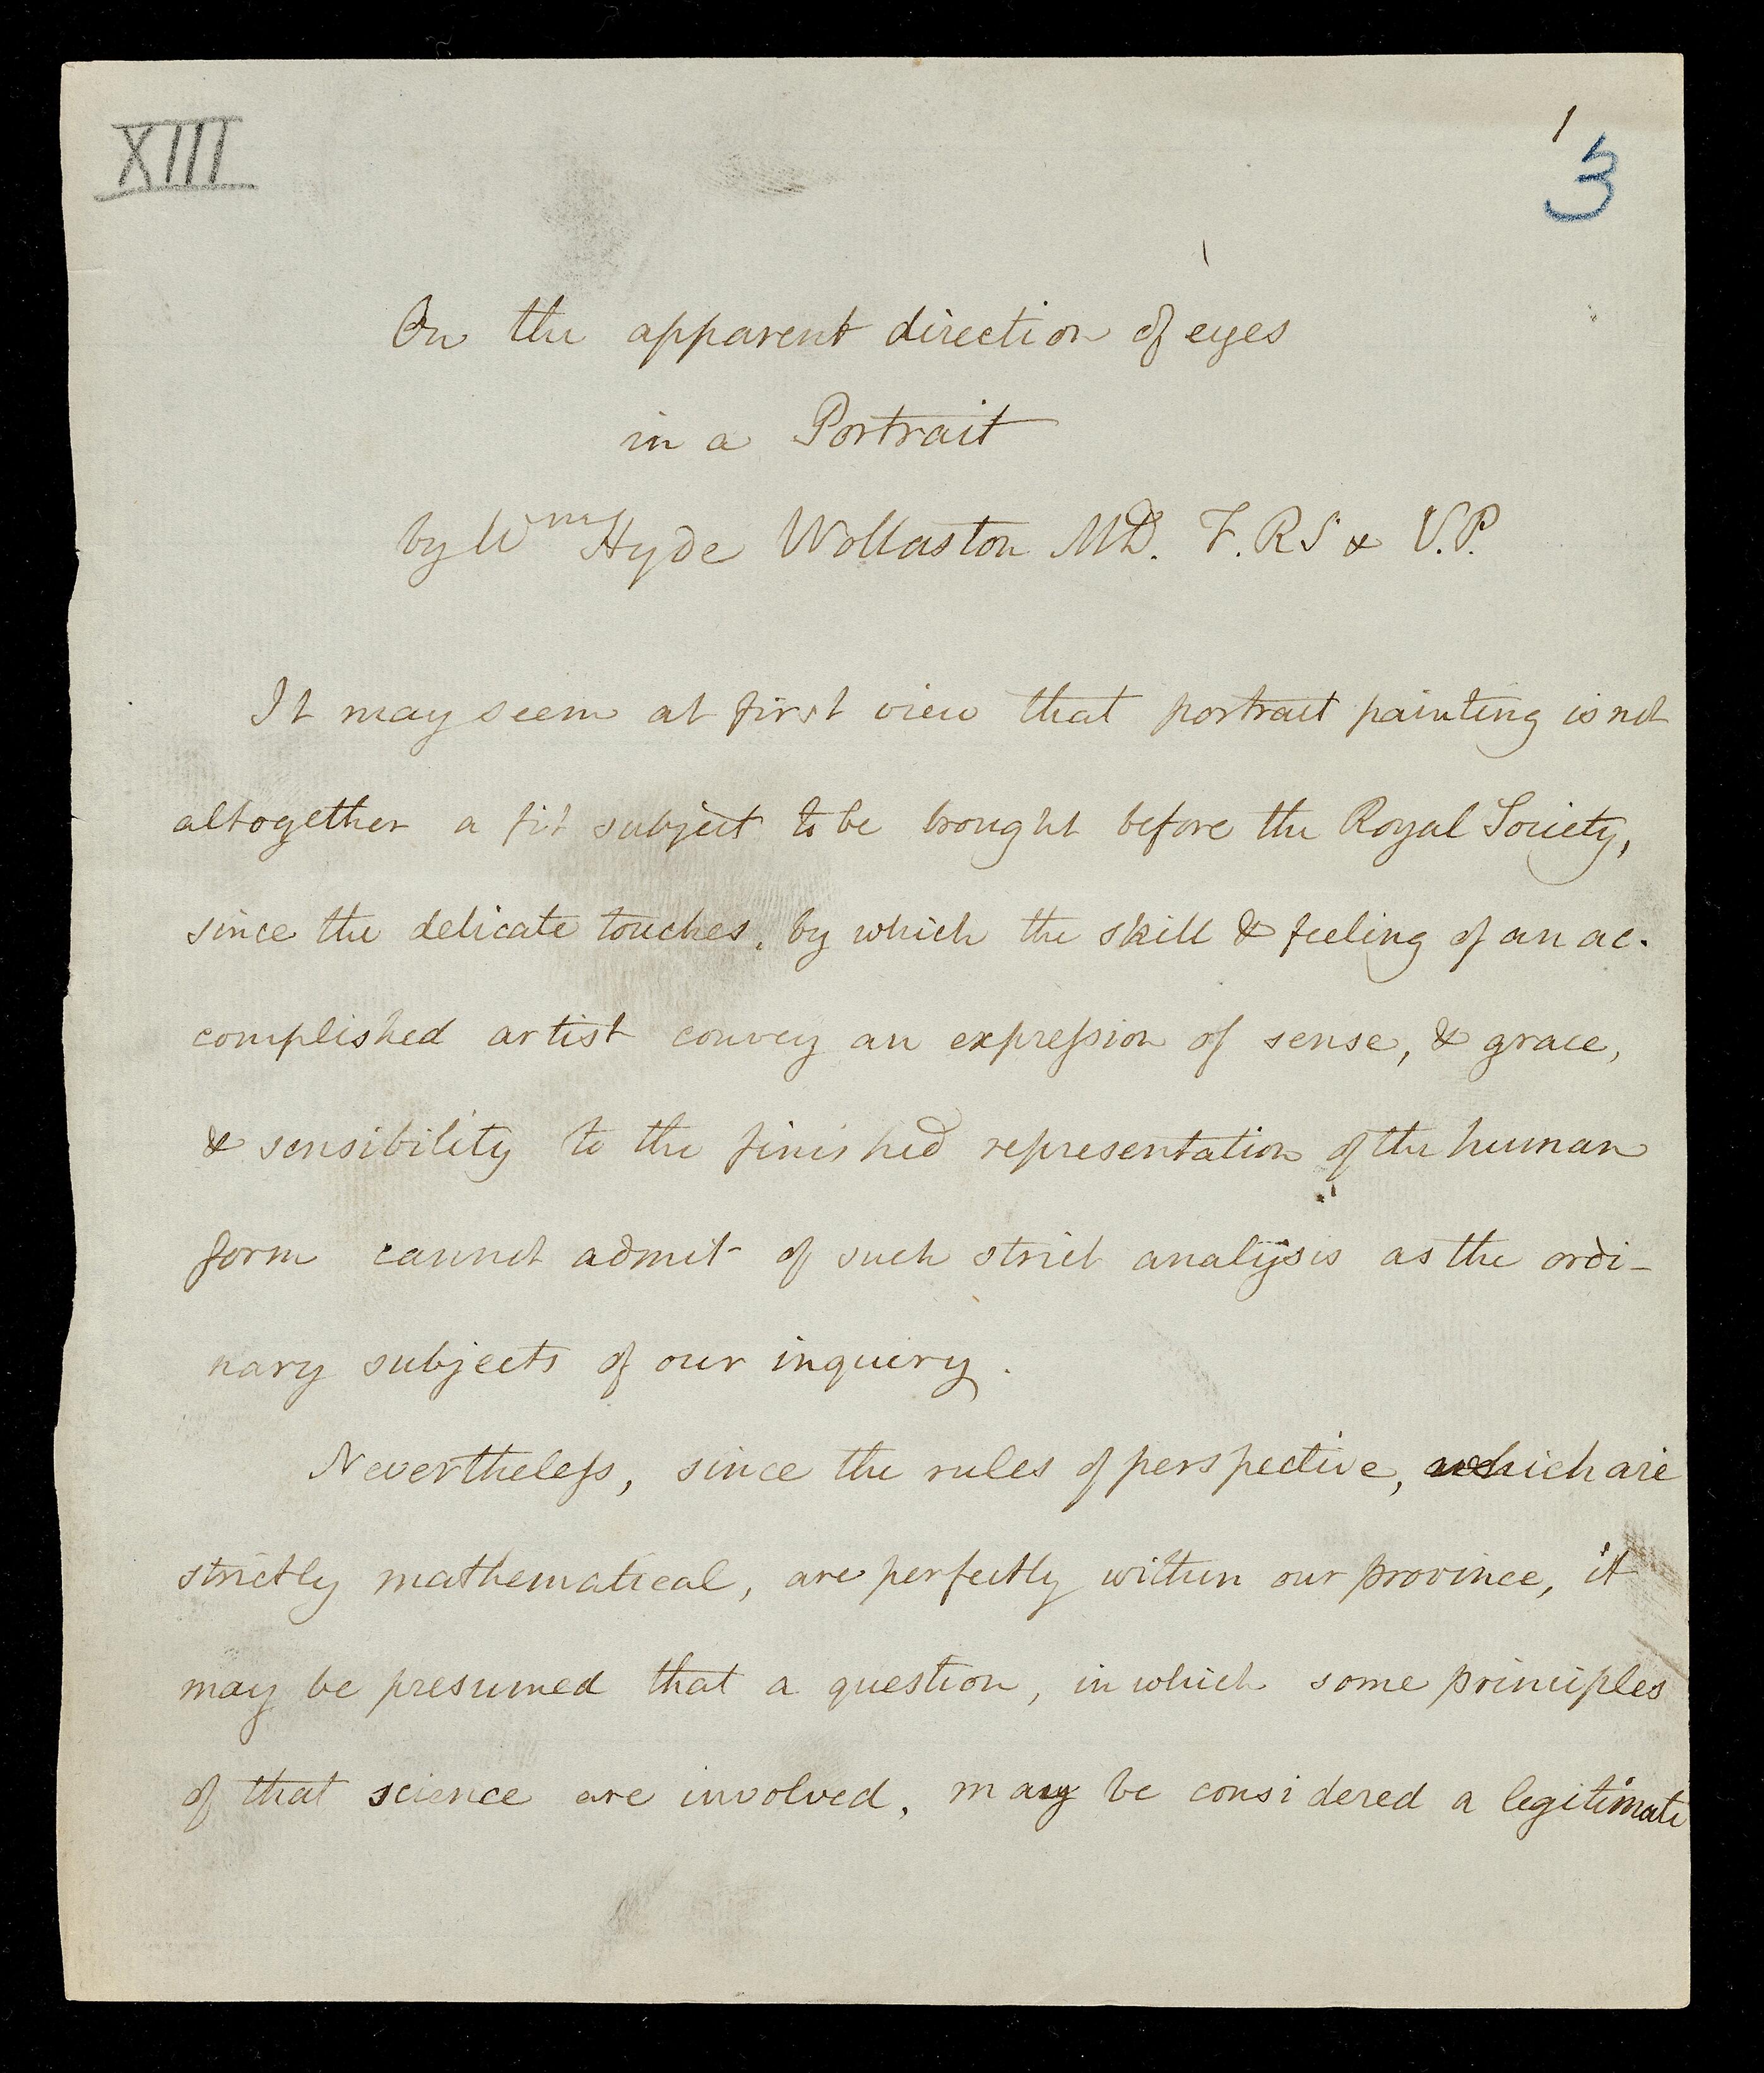 XIII
1
3
On the apparent direction of eyes
in a Portrait
by Wm Hyde Wollaston MD. F.RS & V.P.
It may seem at first view that portrait painting is not
altogether a fit subject to be brought before the Royal Society,
since the delicate touches, by which the skill & feeling of an ac-
complished artist convey an expreſsion of sense, & grace,
& sensibility to the finished representation of the human
form cannot admit of such strict analysis as the ordi-
nary subjects of our inquiry.
Nevertheleſs, since the rules of perspective, which are
strictly mathematical, are perfectly within our province, it
may be presumed that a question, in which some principles
of that science are involved, may be considered a legitimate